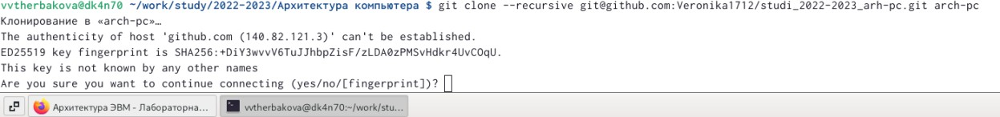 vvtherbakova@dk4n70 ~/work/study/2022-2023/Архитектура компьютера $ git clone --recursive git@github.com:Veronika1712/studi_2022-2023_arh-pc.git arch-pc
Клонирование в «arch-pc»…
The authenticity of host 'github.com (140.82.121.3)' can't be established.
ED25519 key fingerprint is SHA256:+DiY3wvvV6TuJJhbpZisF/zLDA0zPMSvHdkr4UvCOqU.
This key is not known by any other names
Are you sure you want to continue connecting (yes/no/[fingerprint])?
Архитектура ЭВМ - Лабораторна… vvtherbakova@dk4n70:~/work/stu…